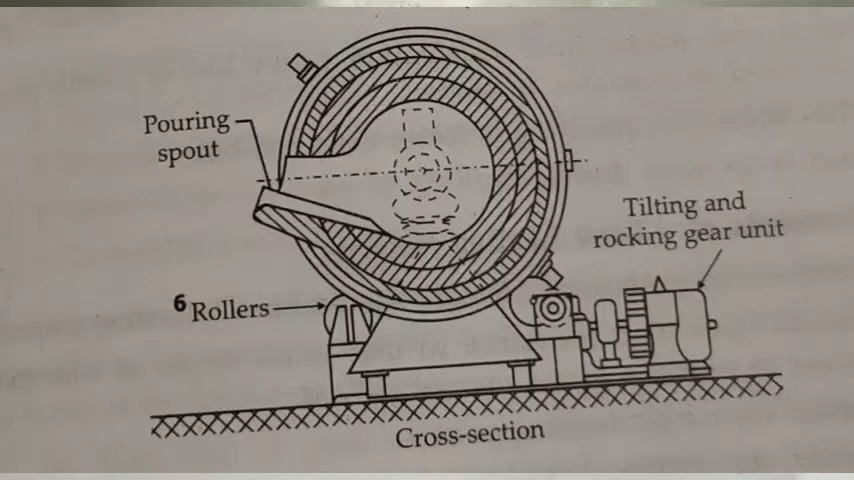 Pouring
spout
Tilting and
rocking gear unit
6 Rollers
Cross-section